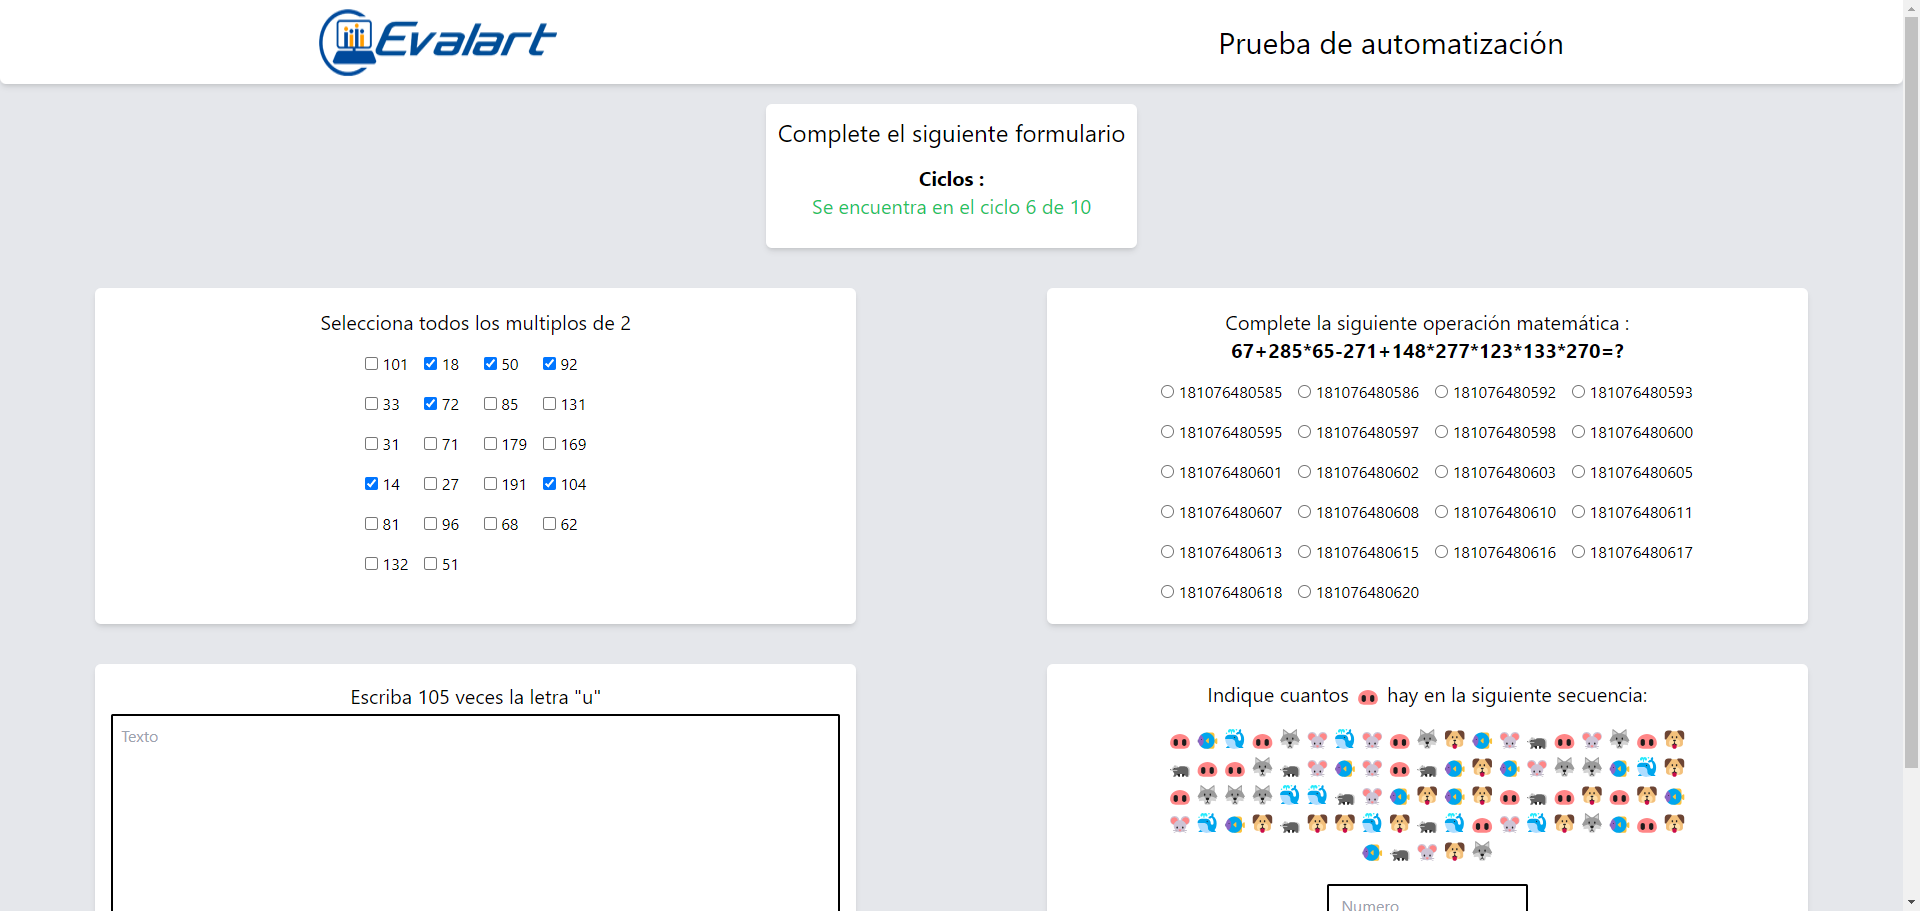 Evalart
Prueba de automatización
Complete el siguiente formulario
Ciclos :
Se encuentra en el ciclo 6 de 10
Selecciona todos los multiplos de 2
101 18 50 92
33 72 85 131
31 71 179 169
14 27 191 104
81 96 68 62
132 51
Complete la siguiente operación matemática :
67+285*65-271+148*277*123*133*270=?
181076480585 181076480586 181076480592 181076480593
181076480595 181076480597 181076480598 181076480600
181076480601 181076480602 181076480603 181076480605
181076480607 181076480608 181076480610 181076480611
181076480613 181076480615 181076480616 181076480617
181076480618 181076480620
Escriba 105 veces la letra "u"
Texto
Indique cuantos 🐽 hay en la siguiente secuencia:
Numero